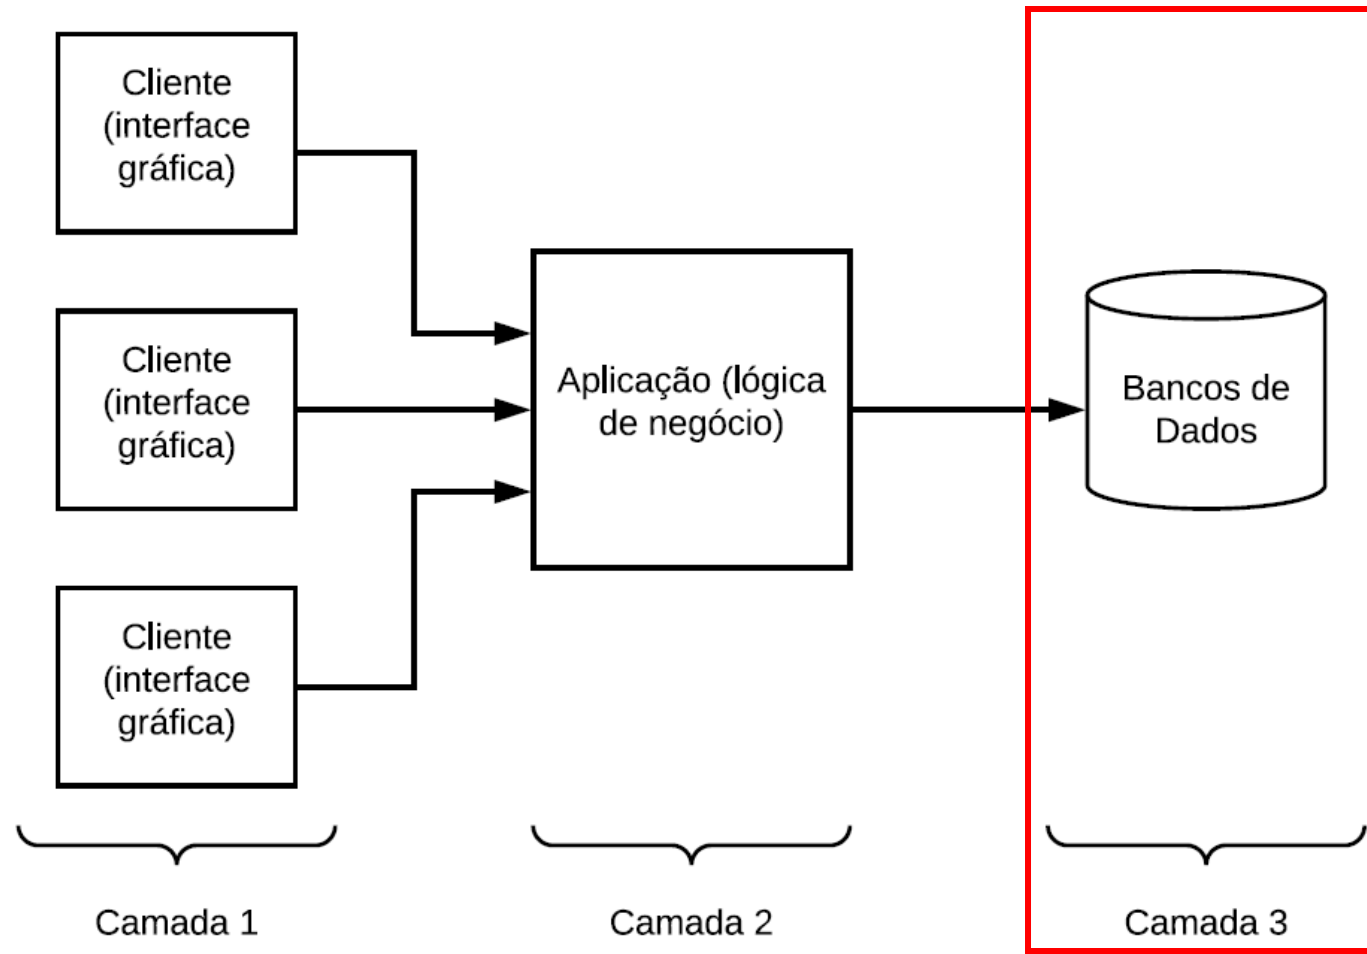 Cliente
(interface
gráfica)
Cliente
(interface
gráfica)
Cliente
(interface
gráfica)
Aplicação (lógica
de negócio)
Bancos de
Dados
Camada 1
Camada 2
Camada 3